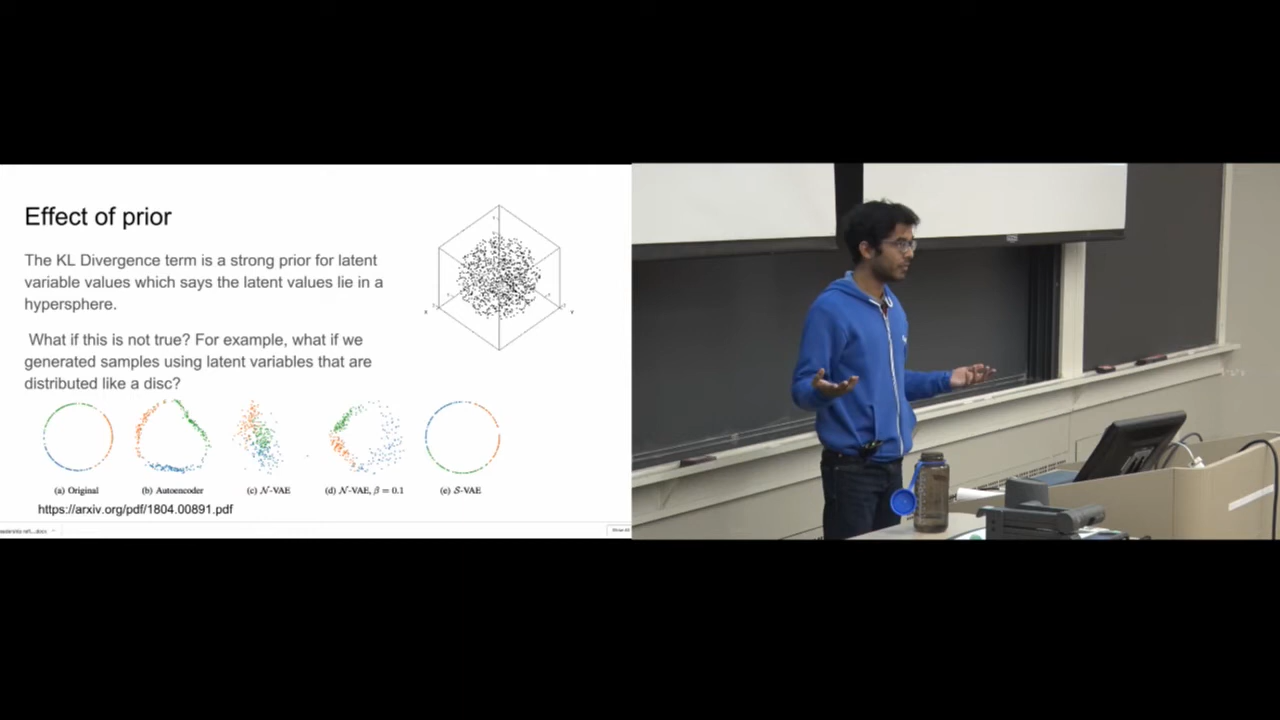 Effect of prior
The KL Divergence term is a strong prior for latent
variable values which says the latent values lie in a
hypersphere.
What if this is not true? For example, what if we
generated samples using latent variables that are
distributed like a disc?
(a) Original
(b) Autoencoder
(c) 𝒩-VAE
(d) 𝒩-VAE, β = 0.1
(e) 𝒮-VAE
https://arxiv.org/pdf/1804.00891.pdf